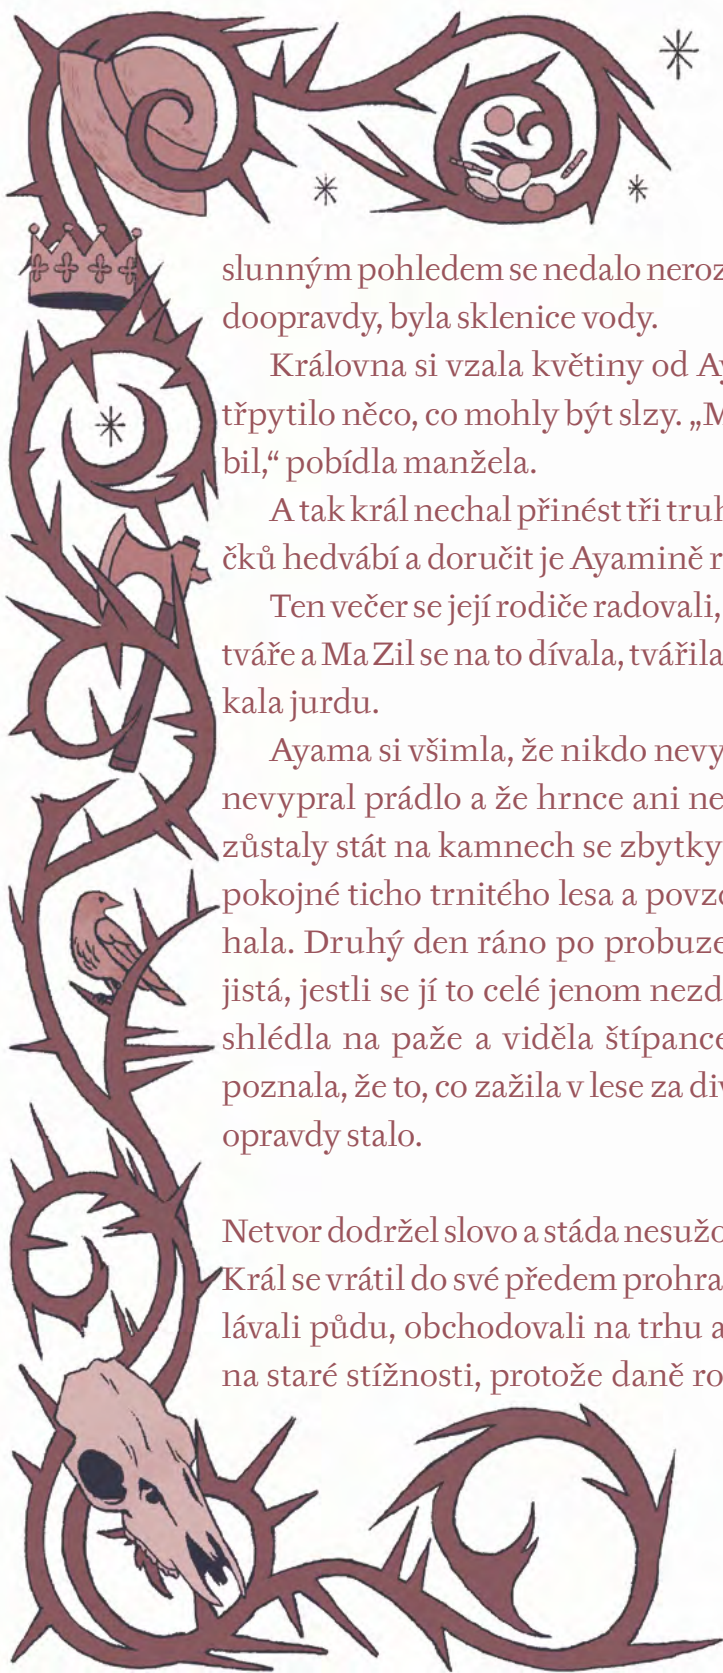 slunným pohledem se nedalo neroz
doopravdy, byla sklenice vody.
Královna si vzala květiny od Ay
třpytilo něco, co mohly být slzy. „M
bil,“ pobídla manžela.
A tak král nechal přinést tři truh
čků hedvábí a doručit je Ayamině r
Ten večer se její rodiče radovali,
tváře a Ma Zil se na to dívala, tvářila
kala jurdu.
Ayama si všimla, že nikdo nevy
nevypral prádlo a že hrnce ani ne
zůstaly stát na kamnech se zbytky
pokojné ticho trnitého lesa a povzd
hala. Druhý den ráno po probuze
jistá, jestli se jí to celé jenom nezd
shlédla na paže a viděla štípance
poznala, že to, co zažila v lese za div
opravdy stalo.
Netvor dodržel slovo a stáda nesužo
Král se vrátil do své předem prohra
lávali půdu, obchodovali na trhu a
na staré stížnosti, protože daně ro